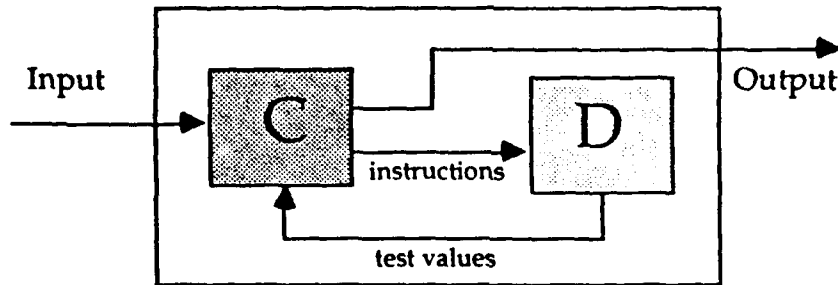 Input
C
D
Output
instructions
test values